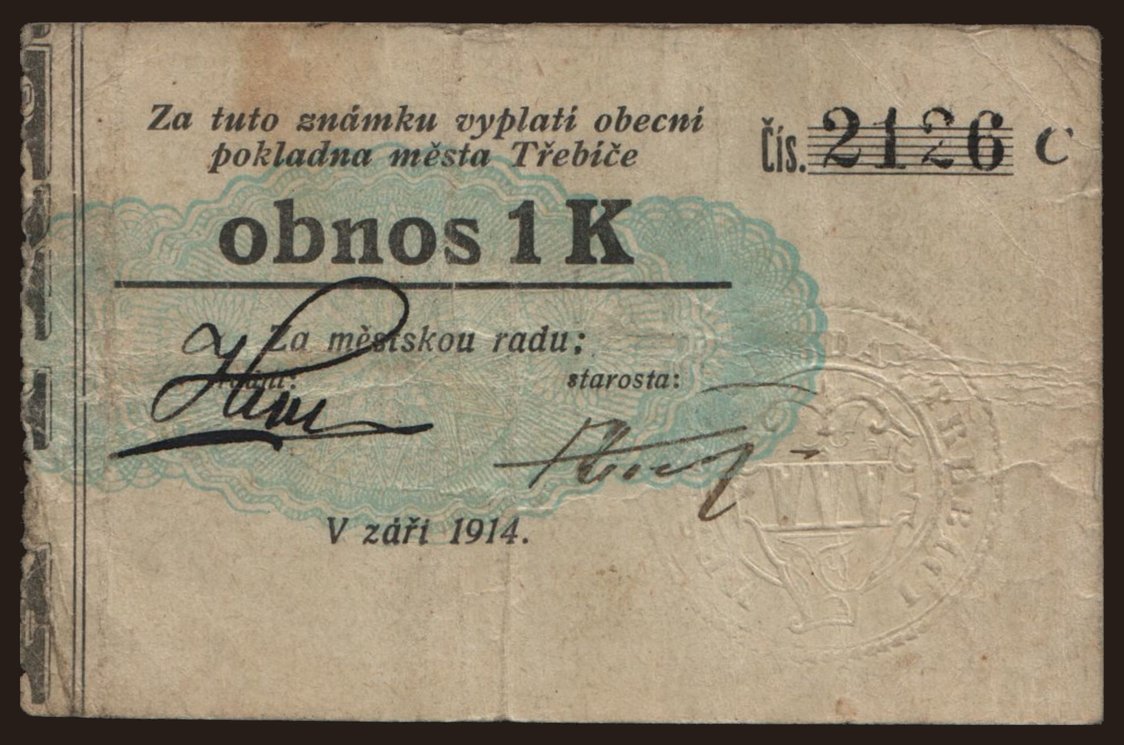 Za tuto známku vyplatí obecní
pokladna města Třebíče
Čís. 2126 C
obnos 1 K
Za městskou radu:
starosta:
V září 1914.